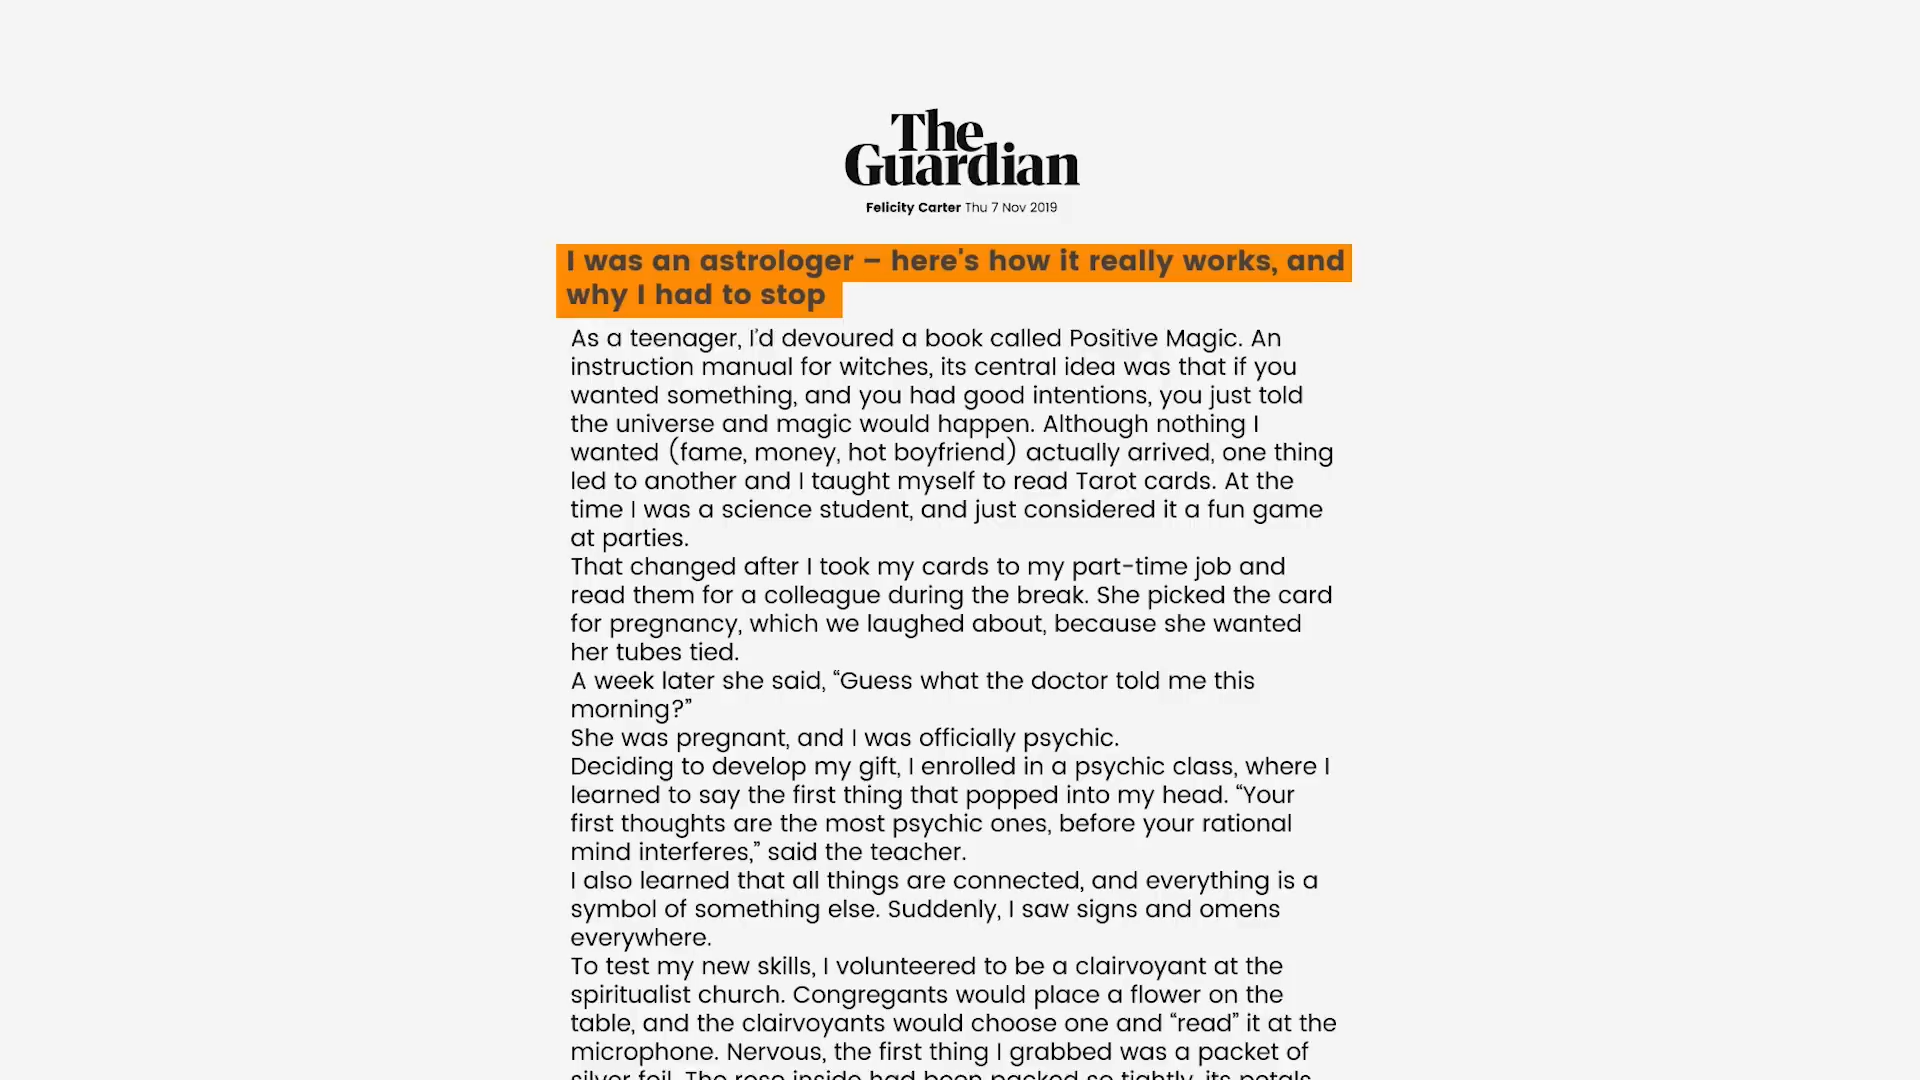 The
Guardian
Felicity Carter Thu 7 Nov 2019
I was an astrologer – here's how it really works, and
why I had to stop
As a teenager, I’d devoured a book called Positive Magic. An
instruction manual for witches, its central idea was that if you
wanted something, and you had good intentions, you just told
the universe and magic would happen. Although nothing I
wanted (fame, money, hot boyfriend) actually arrived, one thing
led to another and I taught myself to read Tarot cards. At the
time I was a science student, and just considered it a fun game
at parties.
That changed after I took my cards to my part-time job and
read them for a colleague during the break. She picked the card
for pregnancy, which we laughed about, because she wanted
her tubes tied.
A week later she said, “Guess what the doctor told me this
morning?”
She was pregnant, and I was officially psychic.
Deciding to develop my gift, I enrolled in a psychic class, where I
learned to say the first thing that popped into my head. “Your
first thoughts are the most psychic ones, before your rational
mind interferes,” said the teacher.
I also learned that all things are connected, and everything is a
symbol of something else. Suddenly, I saw signs and omens
everywhere.
To test my new skills, I volunteered to be a clairvoyant at the
spiritualist church. Congregants would place a flower on the
table, and the clairvoyants would choose one and “read” it at the
microphone. Nervous, the first thing I grabbed was a packet of
silver foil. The rose inside had been packed so tightly, its petals